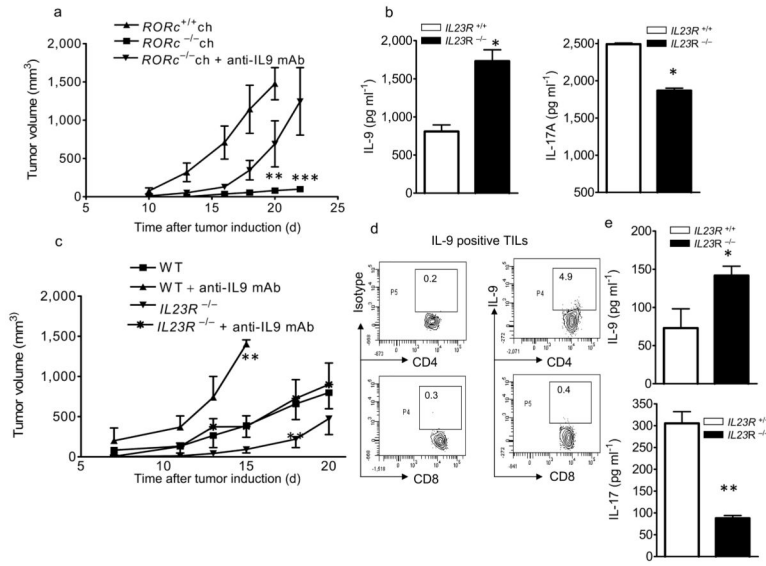 a
RORc+/+ch
RORc−/−ch
RORc−/−ch + anti-IL9 mAb
Tumor volume (mm3)
2,000
1,500
1,000
500
0
** ***
5 10 15 20 25
Time after tumor induction (d)
b
IL23R+/+
IL23R−/−
IL-9 (pg ml−1)
2,000
1,500
1,000
500
0
*
IL23R+/+
IL23R−/−
IL-17A (pg ml−1)
2,500
2,000
1,500
1,000
500
*
c
WT
WT + anti-IL9 mAb
IL23R−/−
IL23R−/− + anti-IL9 mAb
Tumor volume (mm3)
2,000
1,500
1,000
500
0
**
**
5 10 15 20
Time after tumor induction (d)
d
IL-9 positive TILs
Isotype
P5
0.2
CD4
IL-9
P4
4.9
CD4
P4
0.3
CD8
P5
0.4
CD8
e
IL23R+/+
IL23R−/−
IL-9 (pg ml−1)
200
150
100
50
0
*
IL-17 (pg ml−1)
350
300
250
200
150
100
50
0
IL23R+/+
IL23R−/−
**